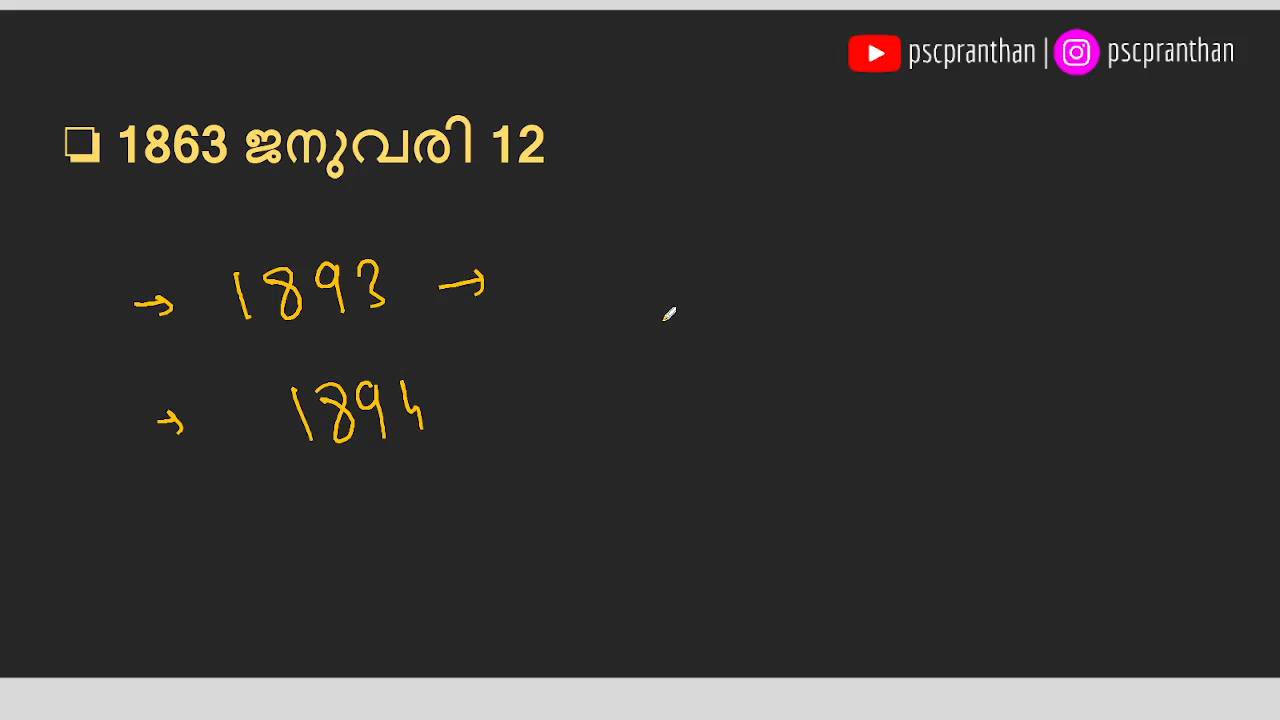 pscpranthan | pscpranthan
❑ 1863 ജനുവരി 12
→ 1893 →
→ 1894